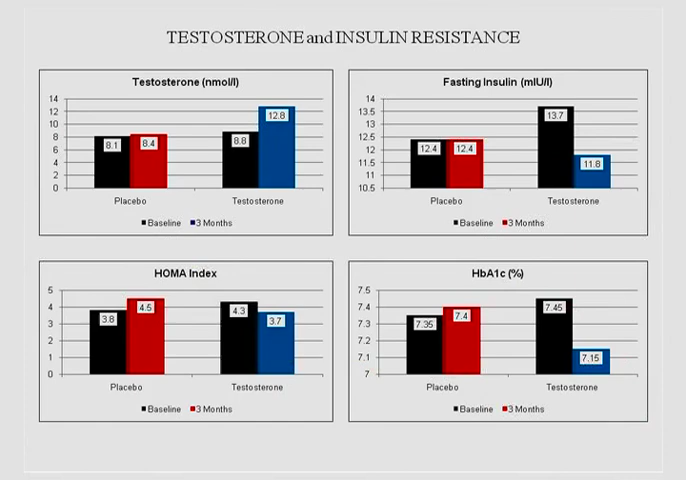 TESTOSTERONE and INSULIN RESISTANCE
Testosterone (nmol/l)
14
12
10
8
6
4
2
0
8.1
8.4
8.8
12.8
Placebo
Testosterone
Baseline
3 Months
Fasting Insulin (mIU/l)
14
13.5
13
12.5
12
11.5
11
10.5
12.4
12.4
13.7
11.8
Placebo
Testosterone
Baseline
3 Months
HOMA Index
5
4
3
2
1
0
3.8
4.5
4.3
3.7
Placebo
Testosterone
Baseline
3 Months
HbA1c (%)
7.5
7.4
7.3
7.2
7.1
7
7.35
7.4
7.45
7.15
Placebo
Testosterone
Baseline
3 Months